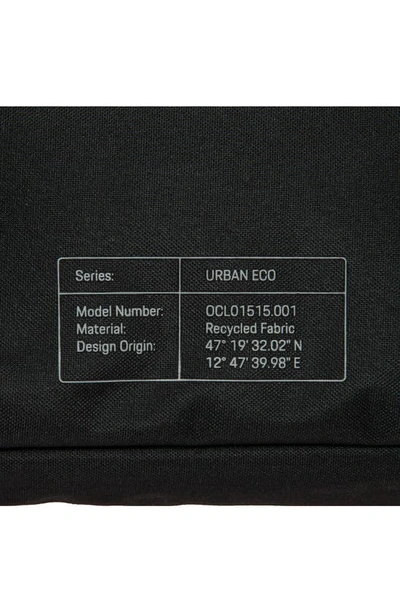 Series: URBAN ECO
Model Number: OCL01515.001
Material: Recycled Fabric
Design Origin: 47° 19' 32.02" N
12° 47' 39.98" E